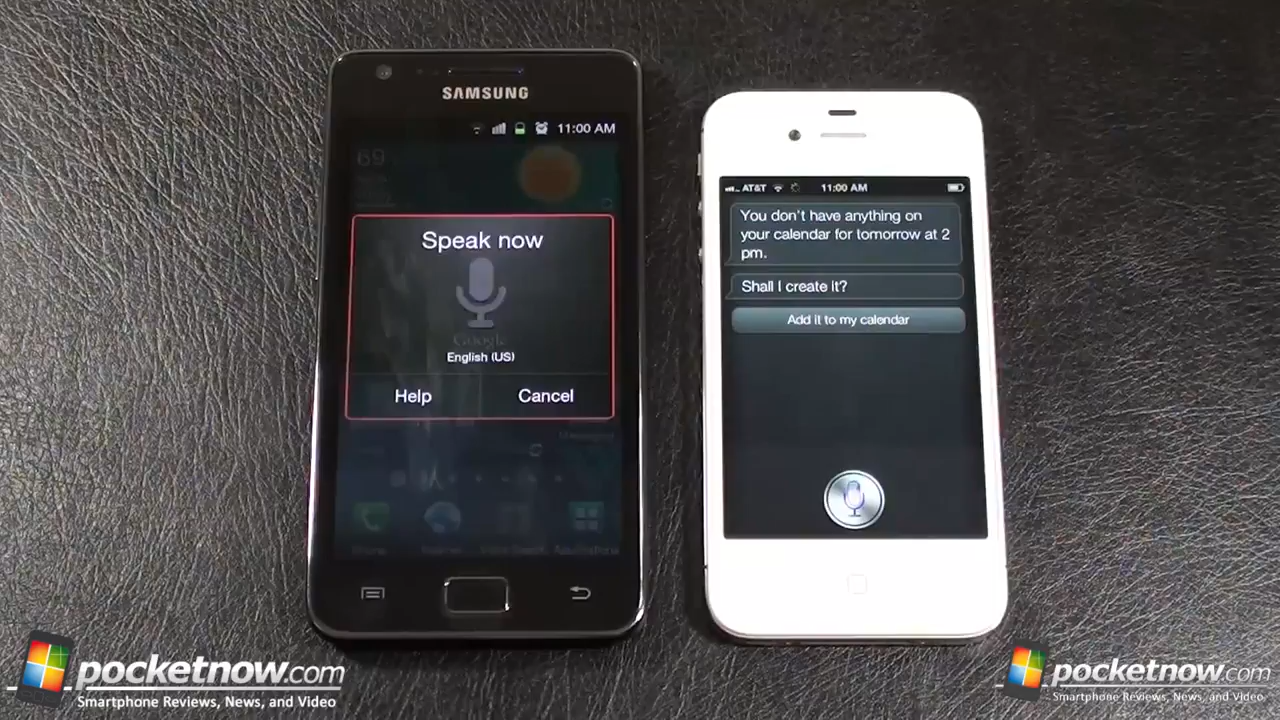 SAMSUNG
11:00 AM
69
Speak now
Google
English (US)
Help
Cancel
AT&T
11:00 AM
You don't have anything on
your calendar for tomorrow at 2
pm.
Shall I create it?
Add it to my calendar
pocketnow.com
Smartphone Reviews, News, and Video
pocketnow.com
Smartphone Reviews, News, and Video